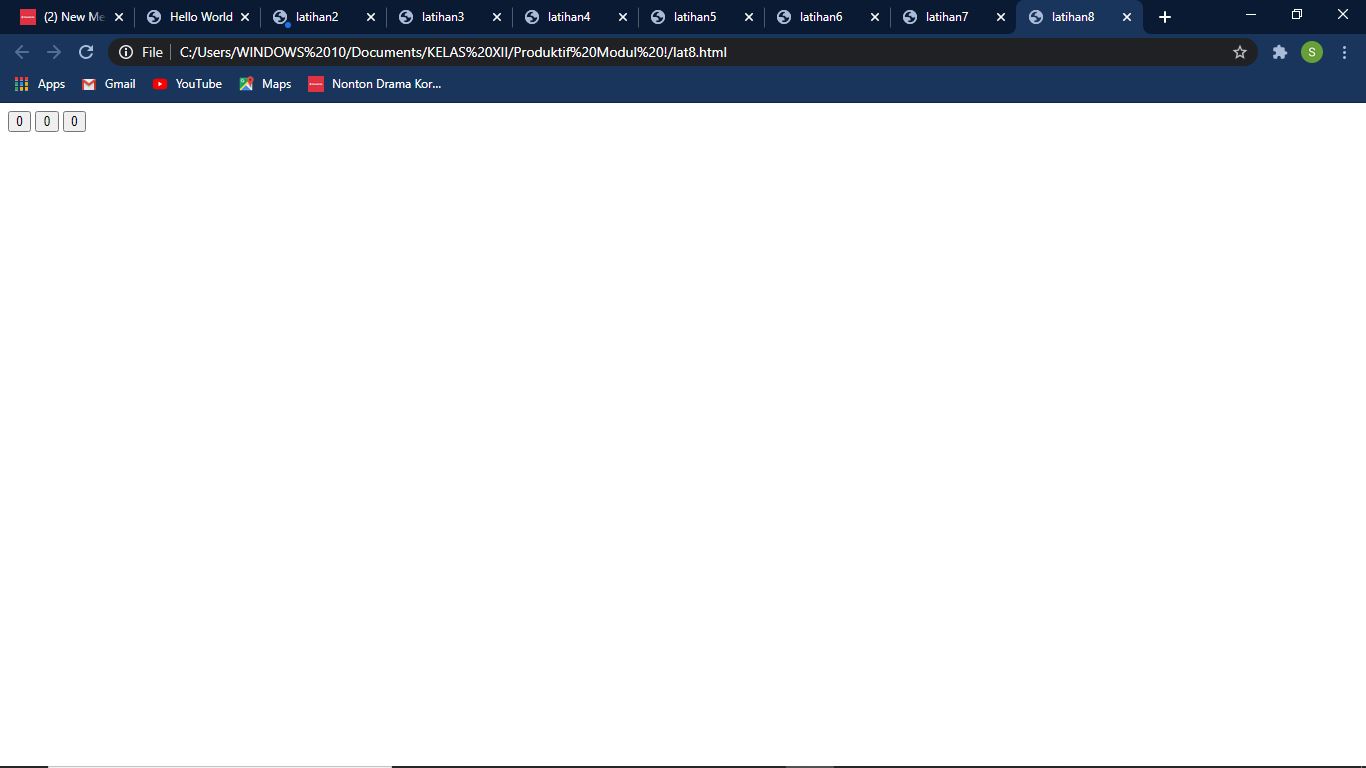 (2) New Me Hello World latihan2 latihan3 latihan4 latihan5 latihan6 latihan7 latihan8
File C:/Users/WINDOWS%2010/Documents/KELAS%20XII/Produktif%20Modul%20!/lat8.html S
Apps Gmail YouTube Maps Nonton Drama Kor...
0 0 0